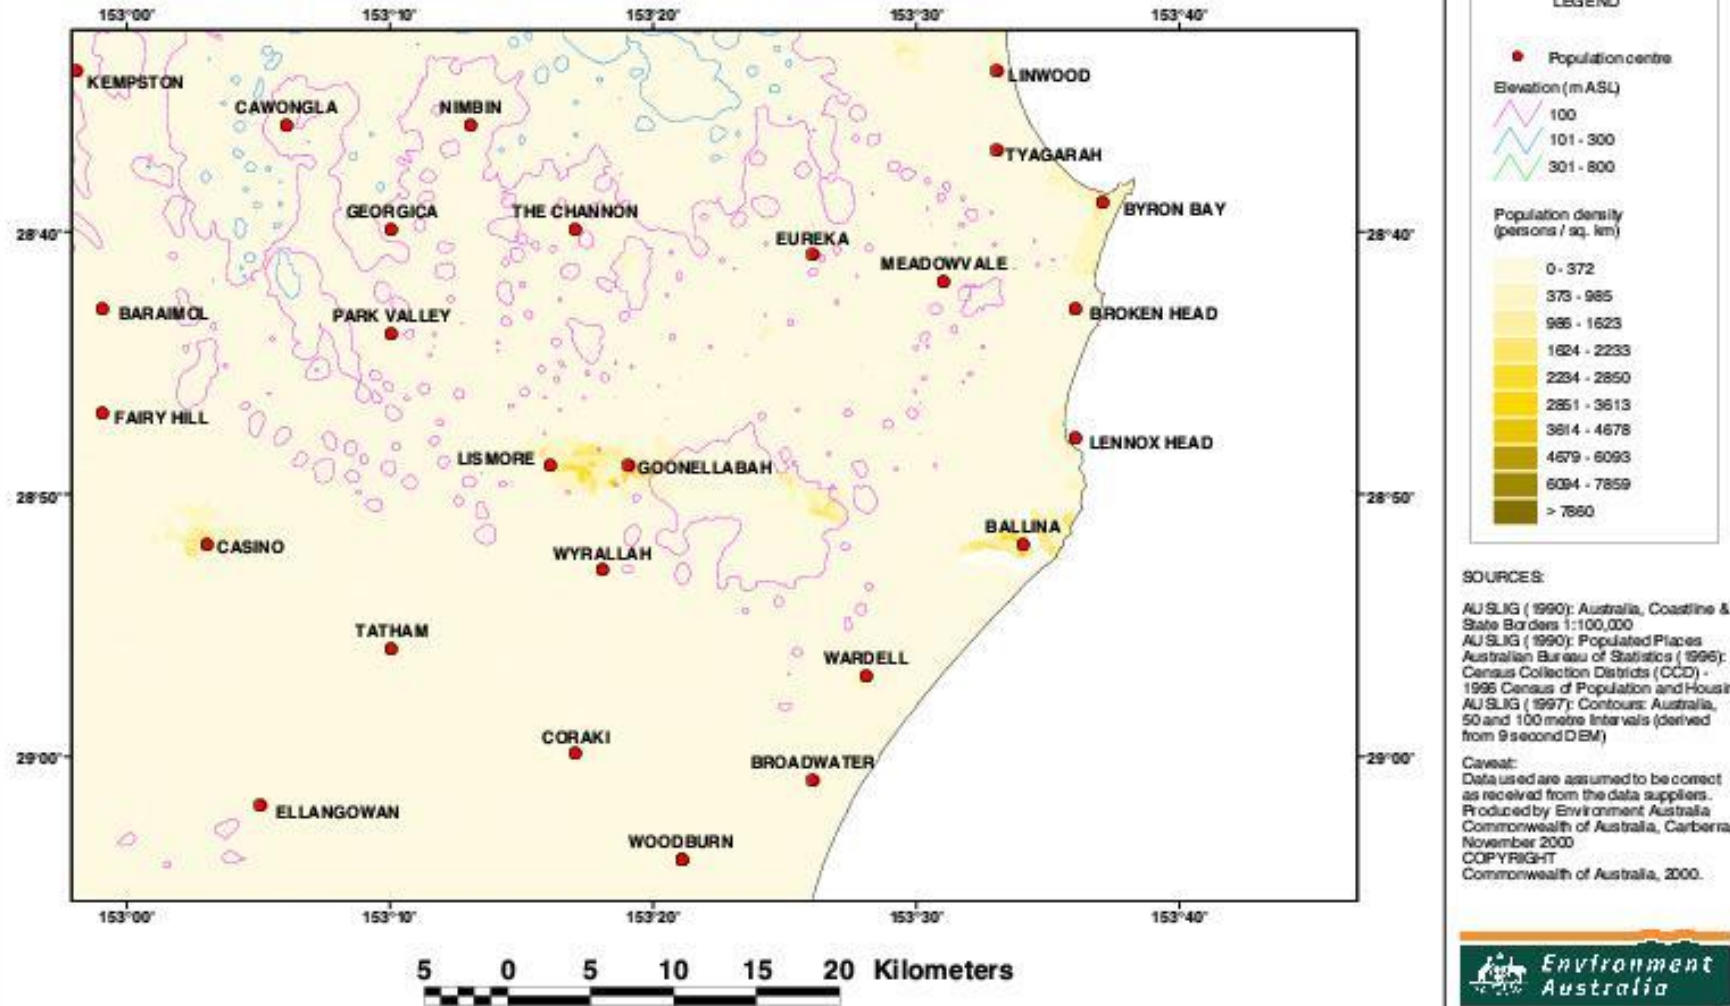 153°00' 153°10' 153°20' 153°30' 153°40'
LEGEND
Population centre
Elevation (m ASL)
100
101 - 300
301 - 800
Population density
(persons / sq. km)
0 - 372
373 - 985
986 - 1623
1624 - 2233
2234 - 2850
2851 - 3613
3614 - 4678
4679 - 6093
6094 - 7859
> 7860
KEMPSTON
LINWOOD
CAWONGLA
NIMBIN
TYAGARAH
GEORGICA
THE CHANNON
BYRON BAY
28°40' 28°40'
EUREKA
MEADOWVALE
BARAIMOL
PARK VALLEY
BROKEN HEAD
FAIRY HILL
LENNOX HEAD
LISMORE
GOONELLABAH
28°50' 28°50'
BALLINA
CASINO
WYRALLAH
TATHAM
WARDELL
CORAKI
29°00' 29°00'
BROADWATER
ELLANGOWAN
WOODBURN
153°00' 153°10' 153°20' 153°30' 153°40'
5 0 5 10 15 20 Kilometers
SOURCES:
AUSLIG (1990): Australia, Coastline &
State Borders 1:100,000
AUSLIG (1990): Populated Places
Australian Bureau of Statistics (1996):
Census Collection Districts (CCD) -
1996 Census of Population and Housin
AUSLIG (1997): Contours: Australia,
50 and 100 metre Intervals (derived
from 9 second DEM)
Caveat:
Data used are assumed to be correct
as received from the data suppliers.
Produced by Environment Australia
Commonwealth of Australia, Canberra,
November 2000
COPYRIGHT
Commonwealth of Australia, 2000.
Environment
Australia